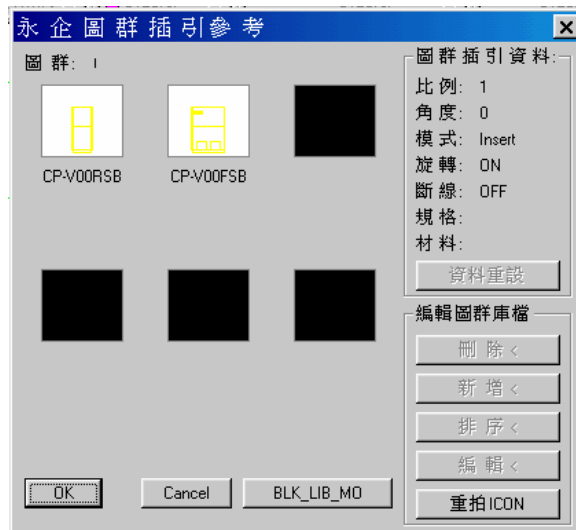 永企圖群插引參考
圖 群: I
CP-V00RSB
CP-V00FSB
圖群插引資料:
比例: 1
角度: 0
模式: Insert
旋轉: ON
斷線: OFF
規格:
材料:
資料重設
編輯圖群庫檔
刪 除 <
新 增 <
排 序 <
編 輯 <
重拍ICON
OK
Cancel
BLK_LIB_MO